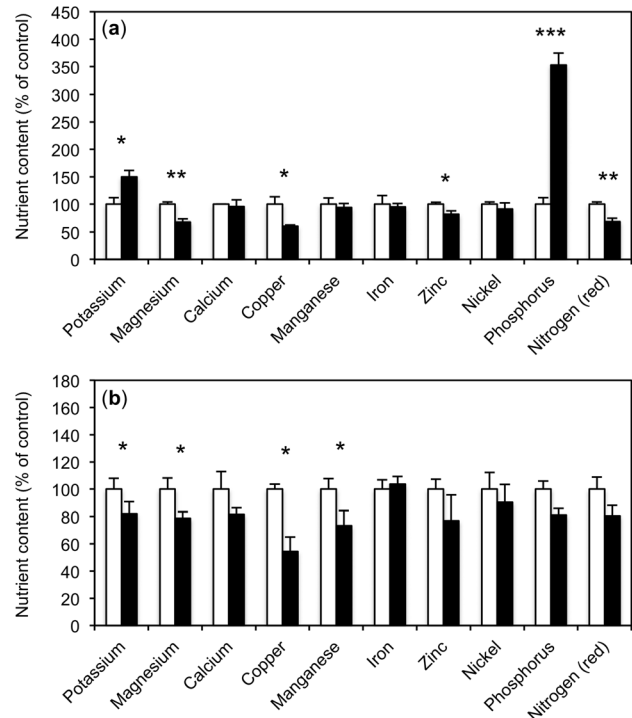 (a)
Nutrient content (% of control)
450
400
350
300
250
200
150
100
50
0
*
**
*
*
***
**
Potassium
Magnesium
Calcium
Copper
Manganese
Iron
Zinc
Nickel
Phosphorus
Nitrogen (red)
(b)
Nutrient content (% of control)
180
160
140
120
100
80
60
40
20
0
*
*
*
*
Potassium
Magnesium
Calcium
Copper
Manganese
Iron
Zinc
Nickel
Phosphorus
Nitrogen (red)